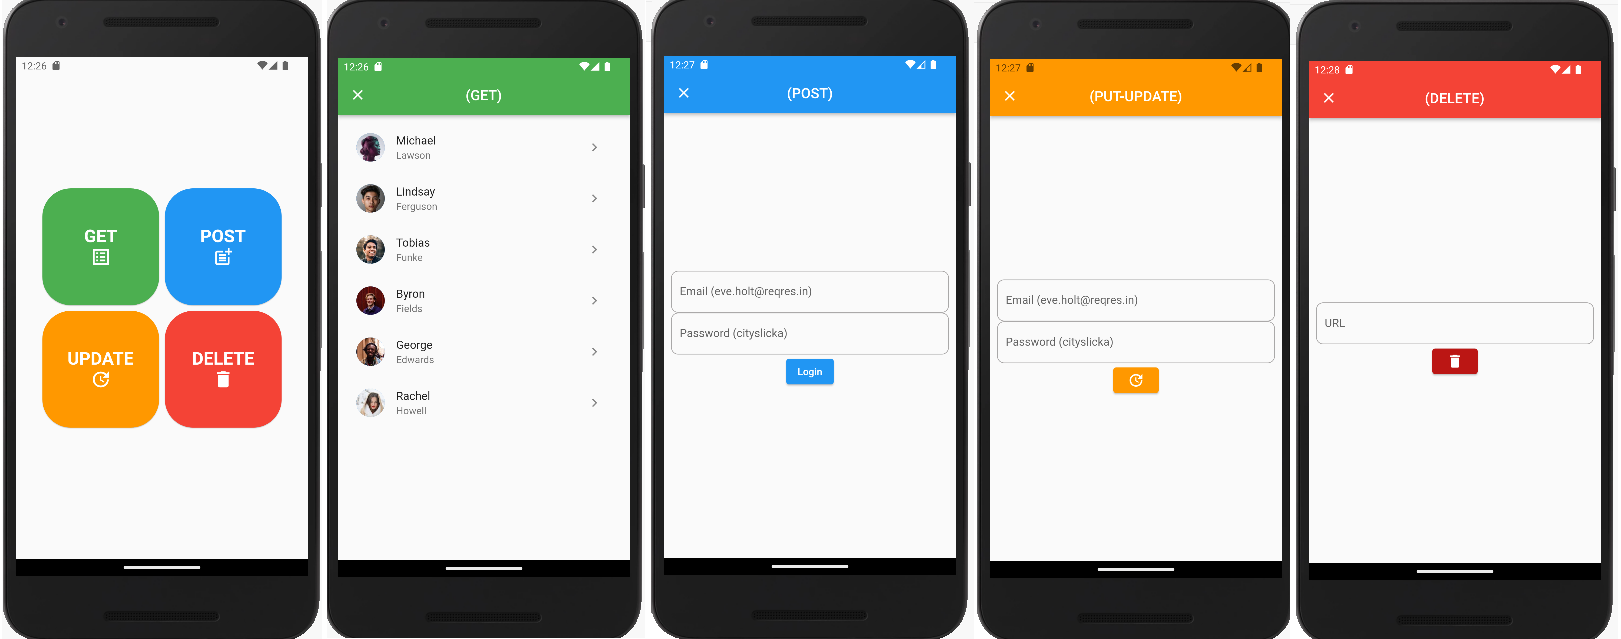 12:26
GET
POST
UPDATE
DELETE
12:26
(GET)
Michael
Lawson
Lindsay
Ferguson
Tobias
Funke
Byron
Fields
George
Edwards
Rachel
Howell
12:27
(POST)
Email (eve.holt@reqres.in)
Password (cityslicka)
Login
12:27
(PUT-UPDATE)
Email (eve.holt@reqres.in)
Password (cityslicka)
12:28
(DELETE)
URL